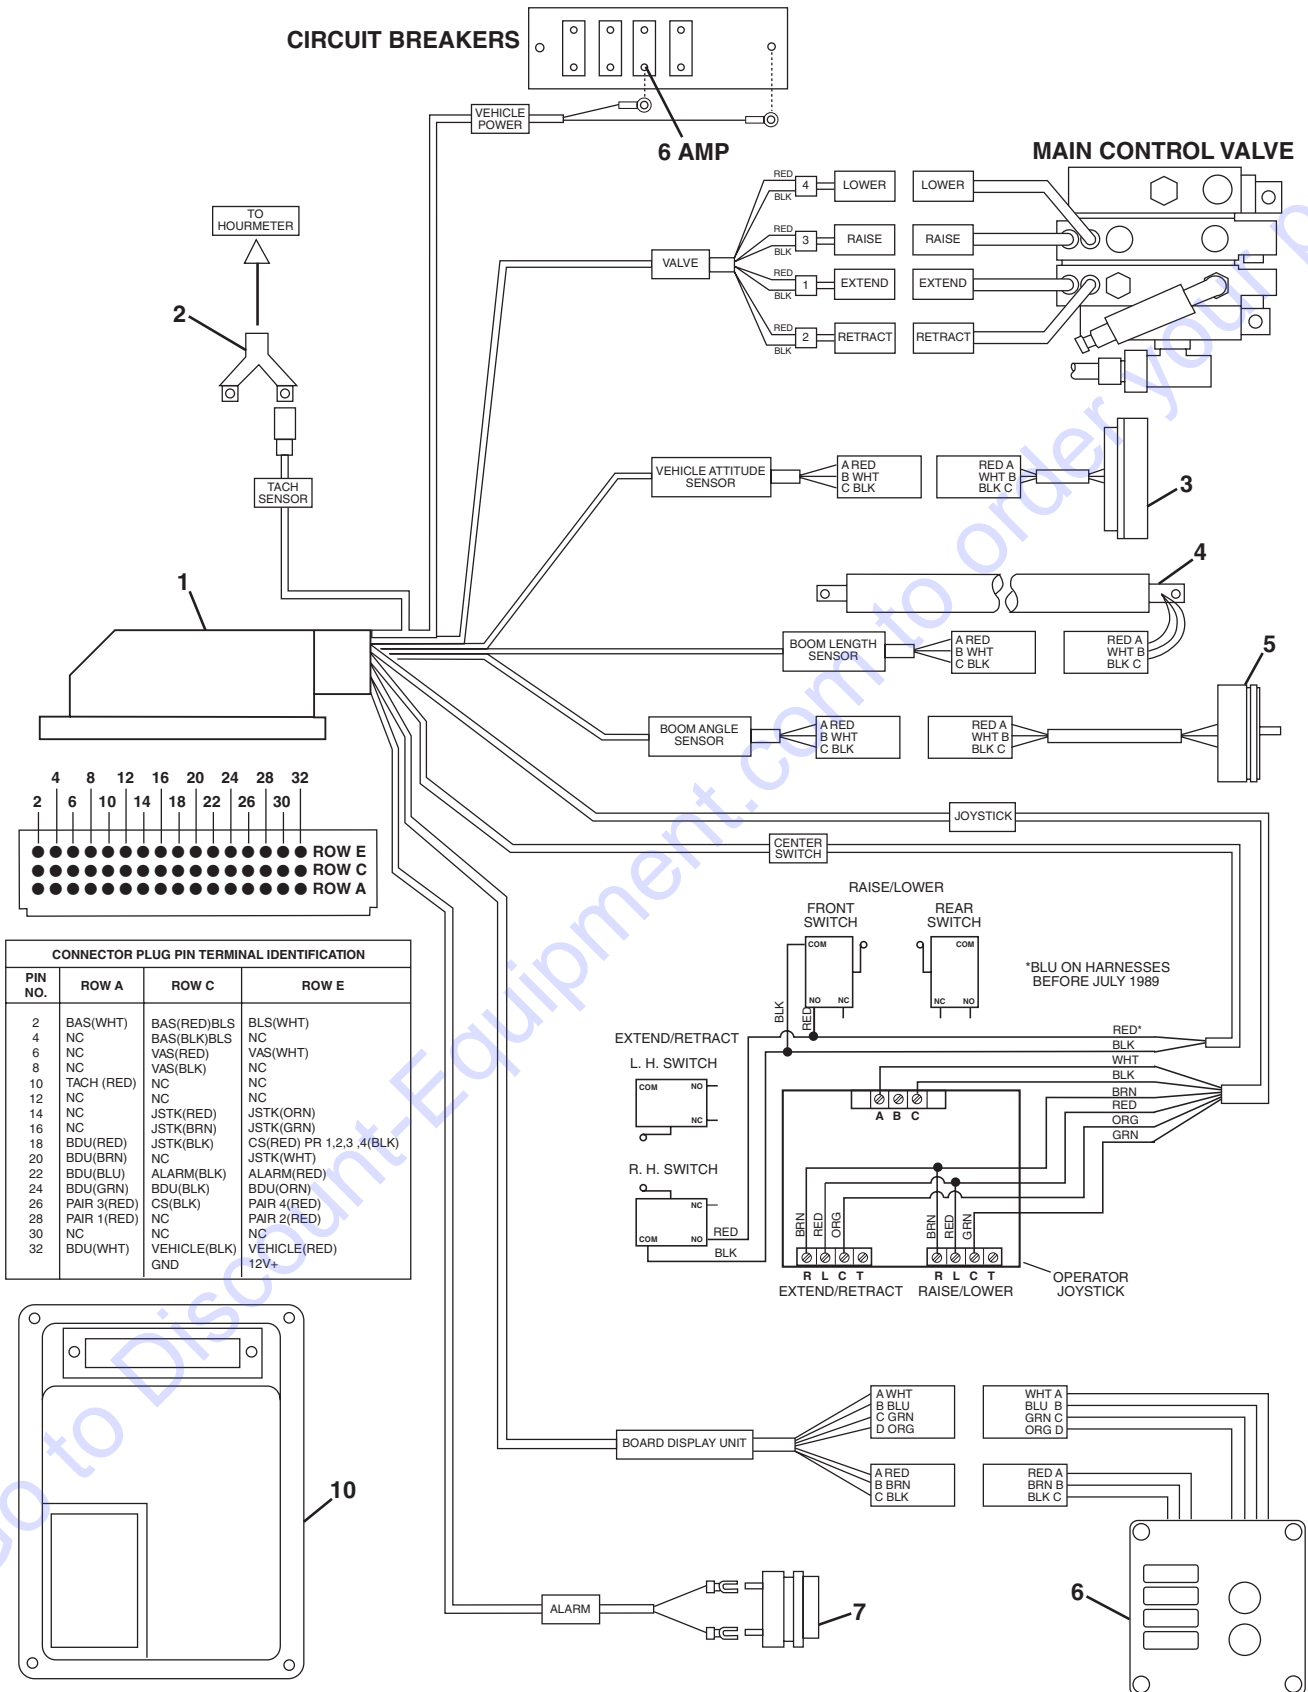 CIRCUIT BREAKERS
VEHICLE
POWER
6 AMP
MAIN CONTROL VALVE
TO
HOURMETER
2
TACH
SENSOR
1
VALVE
RED
BLK
4
LOWER
LOWER
RED
BLK
3
RAISE
RAISE
RED
BLK
1
EXTEND
EXTEND
RED
BLK
2
RETRACT
RETRACT
VEHICLE ATTITUDE
SENSOR
A RED
B WHT
C BLK
RED A
WHT B
BLK C
3
4
BOOM LENGTH
SENSOR
A RED
B WHT
C BLK
RED A
WHT B
BLK C
5
BOOM ANGLE
SENSOR
A RED
B WHT
C BLK
RED A
WHT B
BLK C
4 8 12 16 20 24 28 32
2 6 10 14 18 22 26 30
ROW E
ROW C
ROW A
JOYSTICK
CENTER
SWITCH
CONNECTOR PLUG PIN TERMINAL IDENTIFICATION
PIN NO. ROW A ROW C ROW E
2 BAS(WHT) BAS(RED)BLS BLS(WHT)
4 NC BAS(BLK)BLS NC
6 NC VAS(RED) VAS(WHT)
8 NC VAS(BLK) NC
10 TACH (RED) NC NC
12 NC NC NC
14 NC JSTK(RED) JSTK(ORN)
16 NC JSTK(BRN) JSTK(GRN)
18 BDU(RED) JSTK(BLK) CS(RED) PR 1,2,3 ,4(BLK)
20 BDU(BRN) NC JSTK(WHT)
22 BDU(BLU) ALARM(BLK) ALARM(RED)
24 BDU(GRN) BDU(BLK) BDU(ORN)
26 PAIR 3(RED) CS(BLK) PAIR 4(RED)
28 PAIR 1(RED) NC PAIR 2(RED)
30 NC NC NC
32 BDU(WHT) VEHICLE(BLK) VEHICLE(RED)
GND 12V+
RAISE/LOWER
FRONT
SWITCH
REAR
SWITCH
COM
NO NC
COM
NC NO
*BLU ON HARNESSES
BEFORE JULY 1989
BLK
RED
EXTEND/RETRACT
L. H. SWITCH
COM NO
NC
R. H. SWITCH
NC
COM NO
RED
BLK
RED*
BLK
WHT
BLK
BRN
RED
ORG
GRN
A B C
BRN
RED
ORG
BRN
RED
GRN
R L C T
EXTEND/RETRACT
R L C T
RAISE/LOWER
OPERATOR
JOYSTICK
10
BOARD DISPLAY UNIT
A WHT
B BLU
C GRN
D ORG
WHT A
BLU B
GRN C
ORG D
A RED
B BRN
C BLK
RED A
BRN B
BLK C
6
ALARM
7
Go to Discount-Equipment.com to order your p